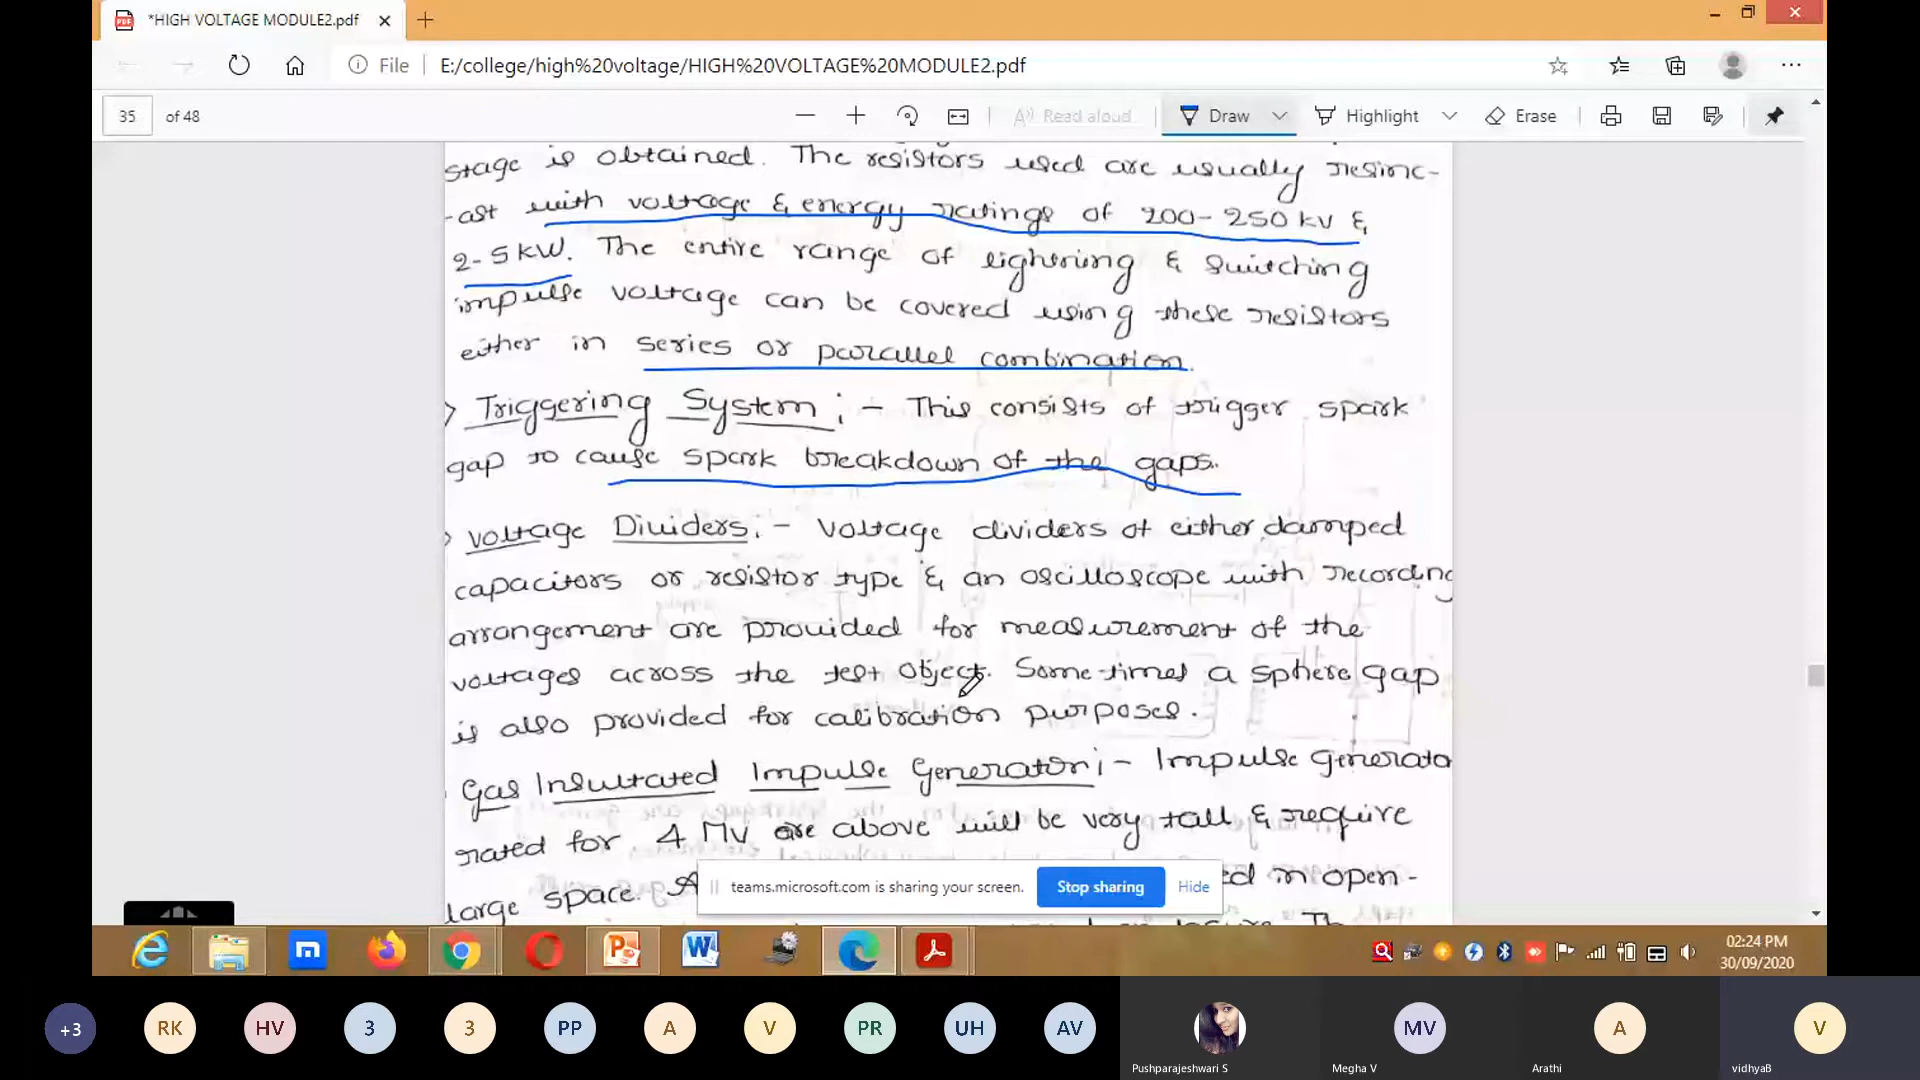 *HIGH VOLTAGE MODULE2.pdf
File E:/college/high%20voltage/HIGH%20VOLTAGE%20MODULE2.pdf
35 of 48 Read aloud Draw Highlight Erase
stage is obtained. The resistors used are usually resinc-
-ast with voltage & energy ratings of 200-250 kv &
2-5 kW. The entire range of lightning & switching
impulse voltage can be covered using these resistors
either in series or parallel combination.
Triggering System :- This consists of trigger spark
gap to cause spark breakdown of the gaps.
Voltage Dividers :- Voltage dividers of either damped
capacitors or resistor type & an oscilloscope with recording
arrangement are provided for measurement of the
voltages across the test object. Some times a sphere gap
is also provided for calibration purposes.
Gas Insultated Impulse Generator :- Impulse Generato
rated for 4 MV are above will be very tall & require
large space. in open-
teams.microsoft.com is sharing your screen. Stop sharing Hide
02:24 PM
30/09/2020
+3 RK HV 3 3 PP A V PR UH AV MV A V
Pushparajeshwari S Megha V Arathi vidhyaB